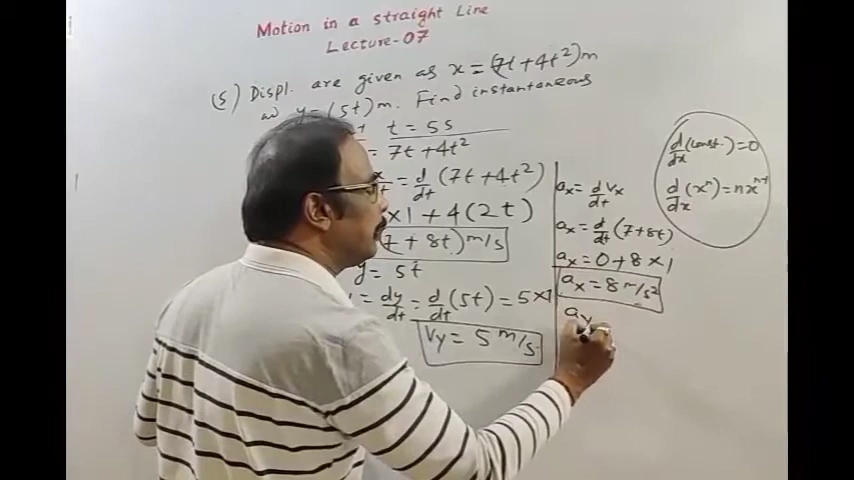 Motion in a straight Line
Lecture-07
(5) Displ. are given as x = (7t + 4t²)m
and y = (5t)m. Find instantaneous
t = 5s
7t + 4t²
= d/dt (7t + 4t²)
×1 + 4(2t)
(7 + 8t) m/s
y = 5t
= dy/dt = d/dt (5t) = 5×1
Vy = 5 m/s
ax = d/dt Vx
ax = d/dt (7+8t)
ax = 0+8×1
ax = 8 m/s²
ay
d/dx (const.) = 0
d/dx (xⁿ) = nxⁿ⁻¹